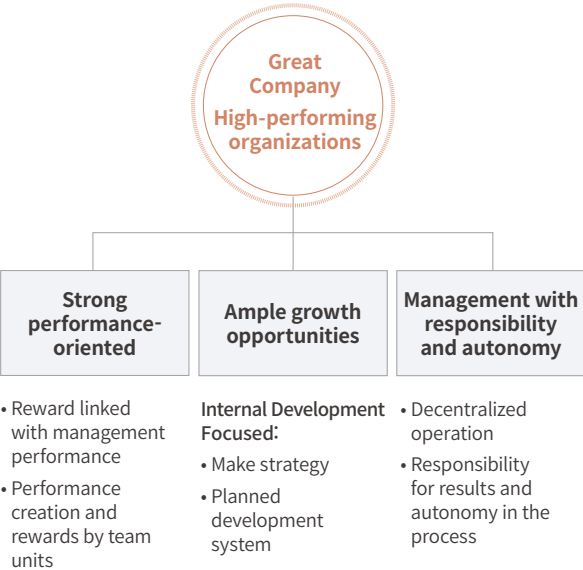 Great
Company
High-performing
organizations
Strong
performance-
oriented
Ample growth
opportunities
Management with
responsibility
and autonomy
• Reward linked
with management
performance
• Performance
creation and
rewards by team
units
Internal Development
Focused:
• Make strategy
• Planned
development
system
• Decentralized
operation
• Responsibility
for results and
autonomy in the
process